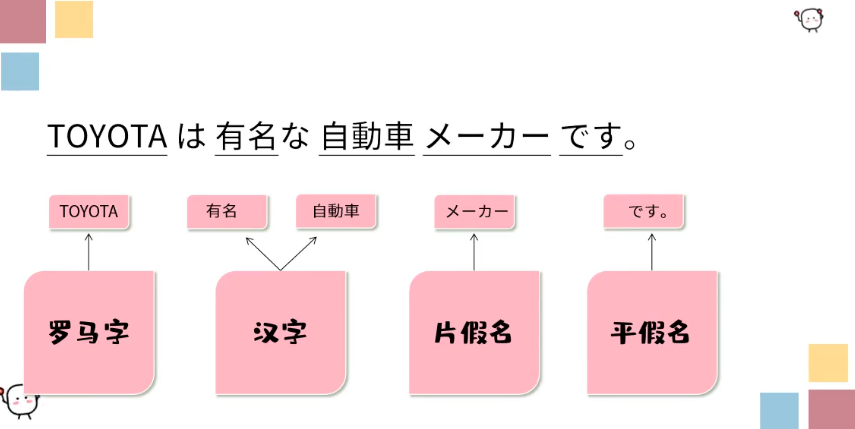 TOYOTA は 有名な 自動車 メーカー です。
TOYOTA 有名 自動車 メーカー です。
罗马字 汉字 片假名 平假名